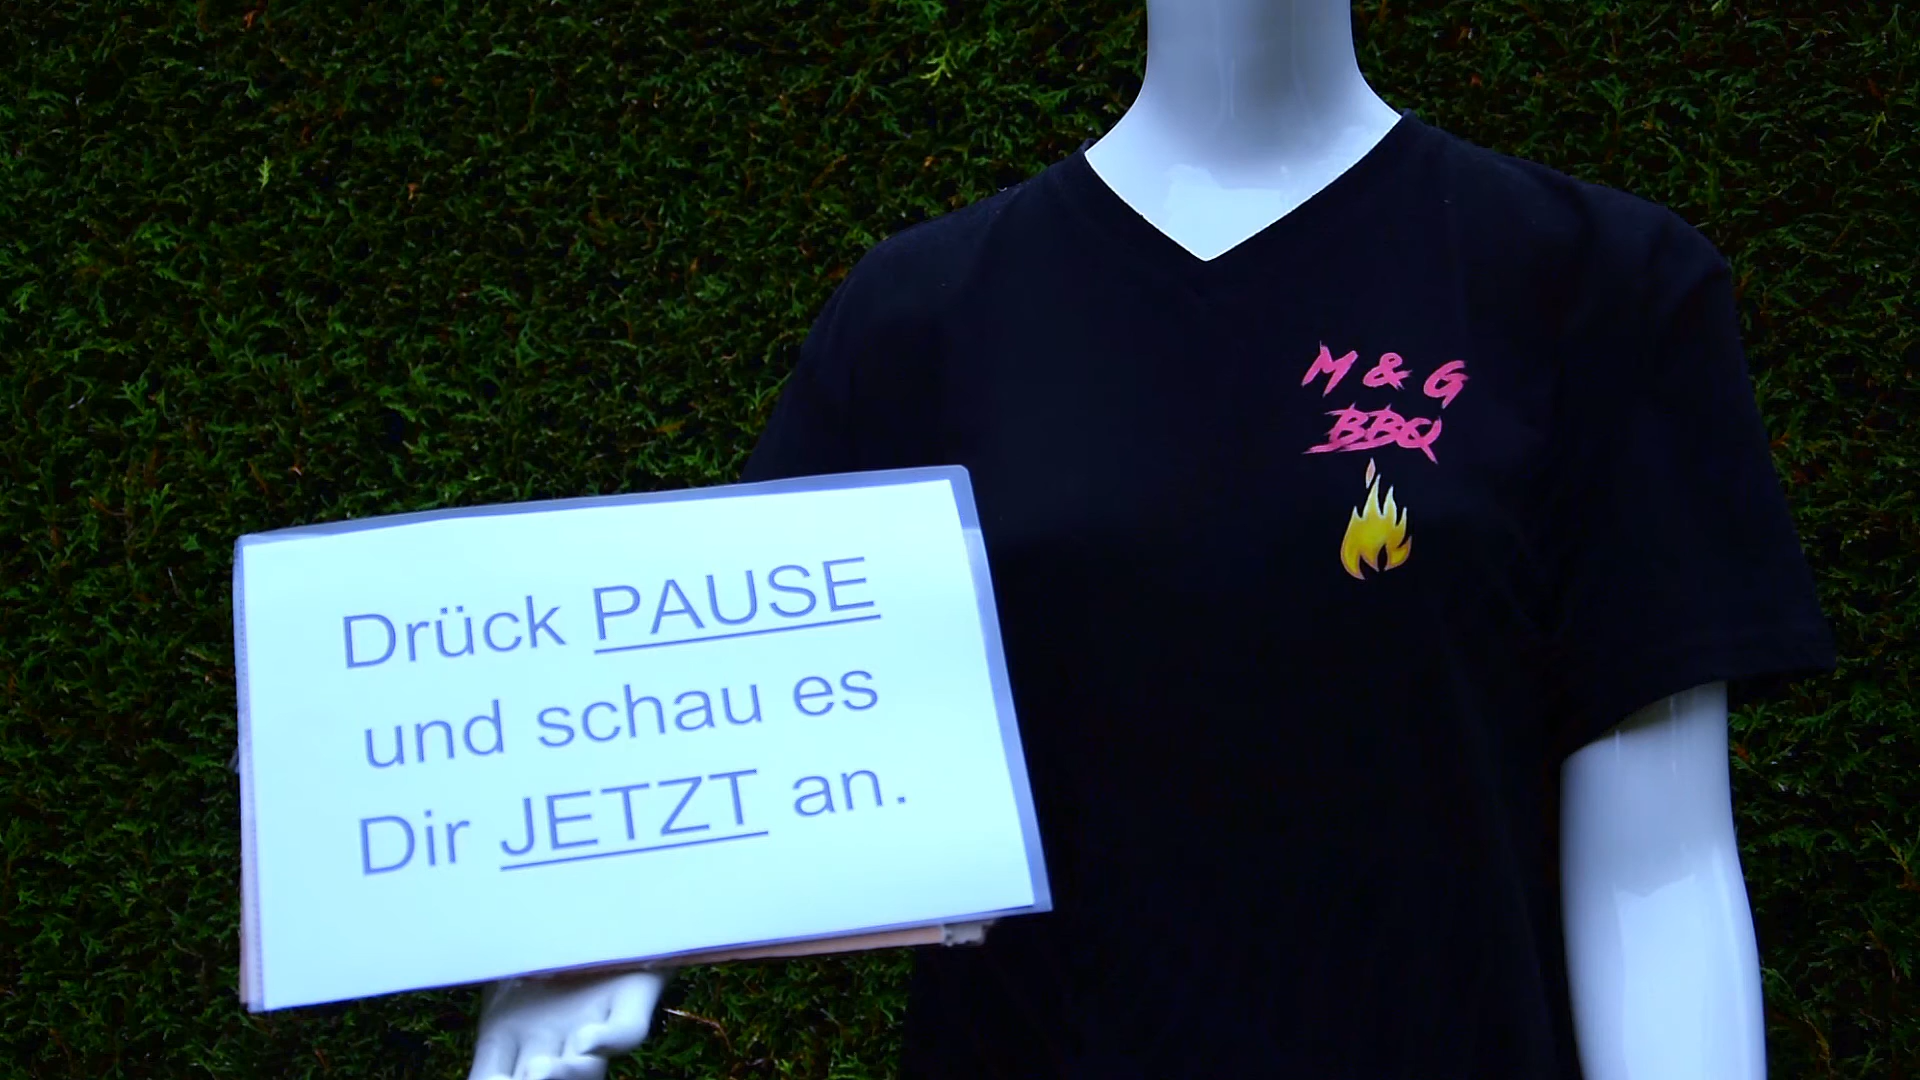 Drück PAUSE
und schau es
Dir JETZT an.
M & G
BBQ